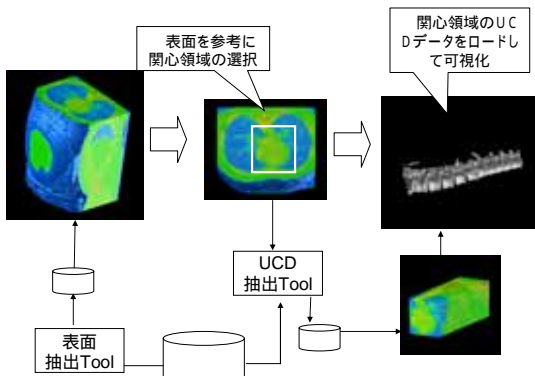 表面を参考に
関心領域の選択
関心領域のUC
Dデータをロードし
て可視化
UCD
抽出Tool
表面
抽出Tool